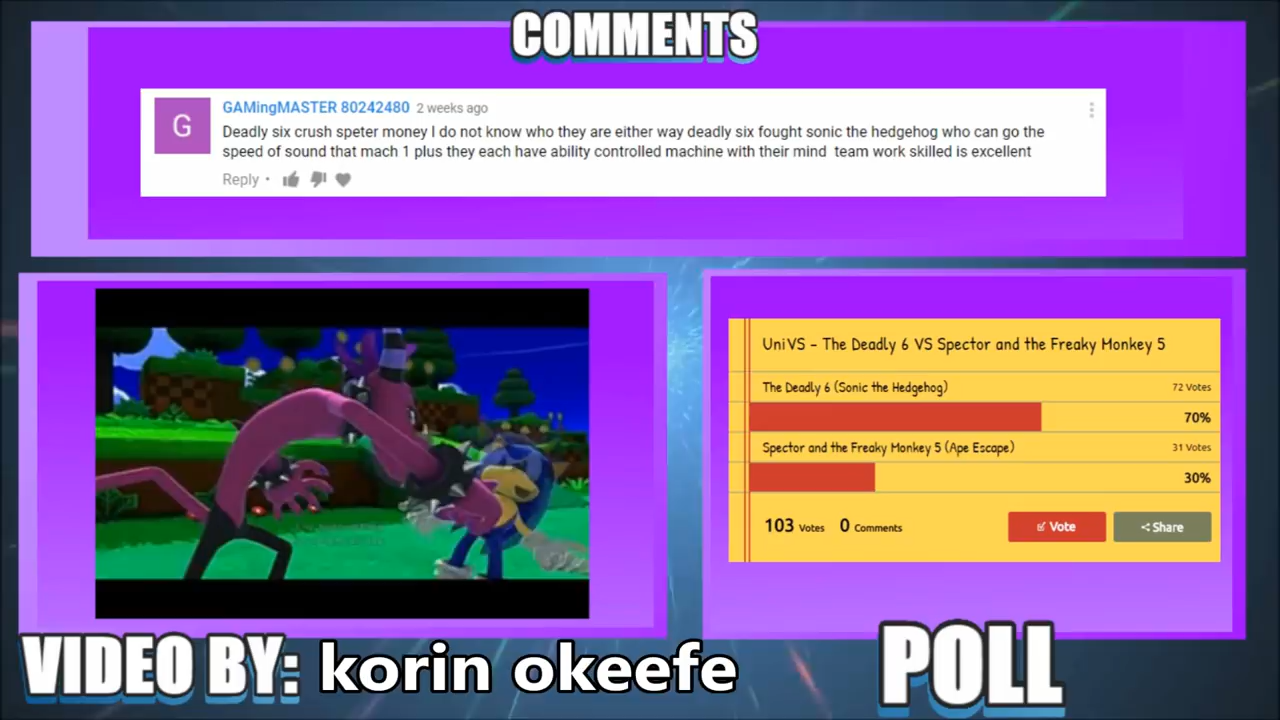 COMMENTS
G
GAMingMASTER 80242480 2 weeks ago
Deadly six crush speter money I do not know who they are either way deadly six fought sonic the hedgehog who can go the
speed of sound that mach 1 plus they each have ability controlled machine with their mind team work skilled is excellent
Reply •
UniVS - The Deadly 6 VS Spector and the Freaky Monkey 5
The Deadly 6 (Sonic the Hedgehog) 72 Votes
70%
Spector and the Freaky Monkey 5 (Ape Escape) 31 Votes
30%
103 Votes 0 Comments Vote Share
VIDEO BY: korin okeefe
POLL